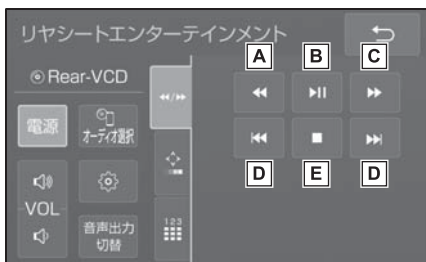 リヤシートエンターテインメント
Rear-VCD
A B C
電源
オーディオ選択
D E D
VOL
音声出力
切替
123